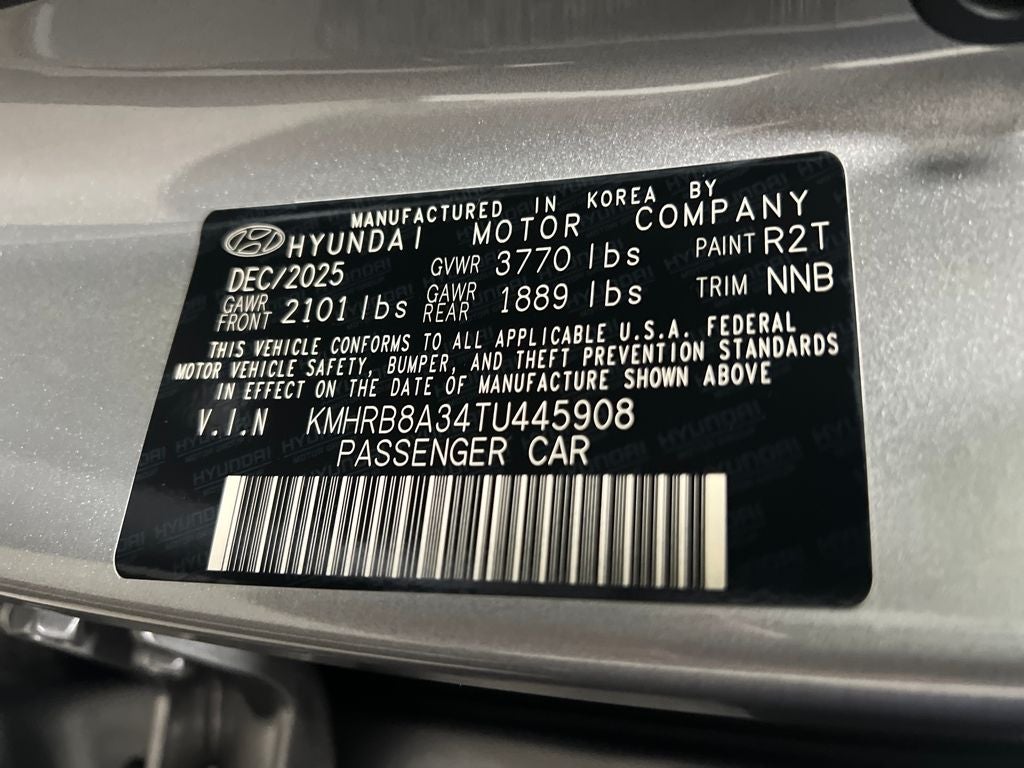 MANUFACTURED IN KOREA BY
HYUNDAI MOTOR COMPANY
DEC/2025 GVWR 3770 lbs PAINT R2T
GAWR FRONT 2101 lbs GAWR REAR 1889 lbs TRIM NNB
THIS VEHICLE CONFORMS TO ALL APPLICABLE U.S.A. FEDERAL
MOTOR VEHICLE SAFETY, BUMPER, AND THEFT PREVENTION STANDARDS
IN EFFECT ON THE DATE OF MANUFACTURE SHOWN ABOVE
V.I.N KMHRB8A34TU445908
PASSENGER CAR